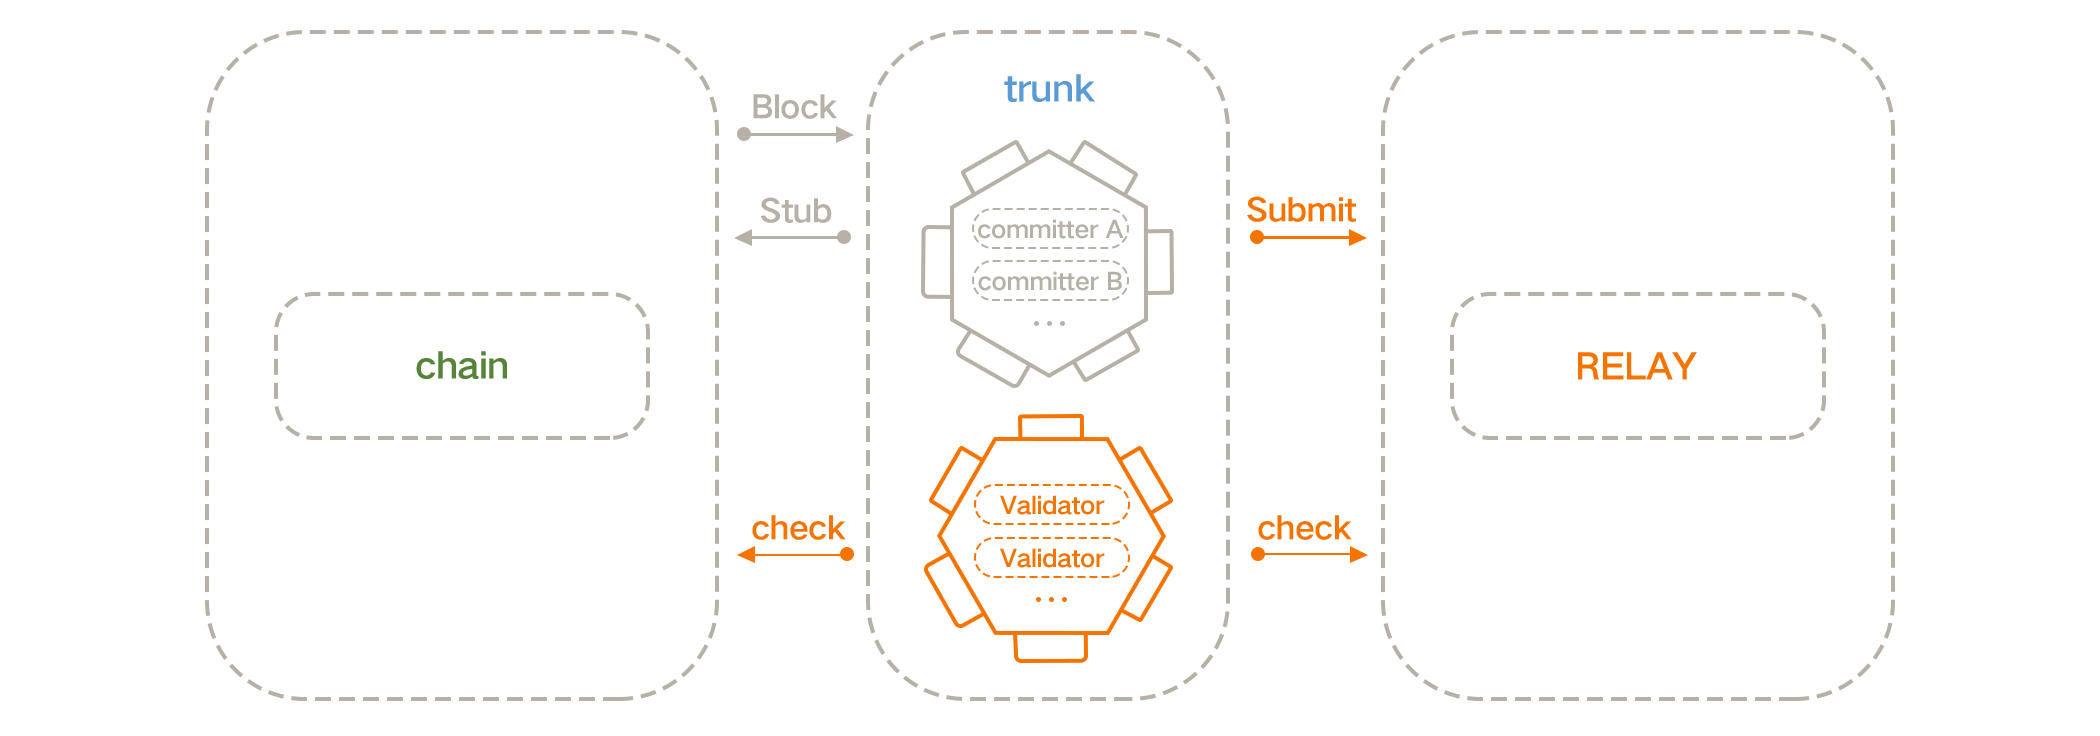 trunk
Block
Stub
committer A
committer B
...
Submit
chain
RELAY
check
Validator
Validator
...
check